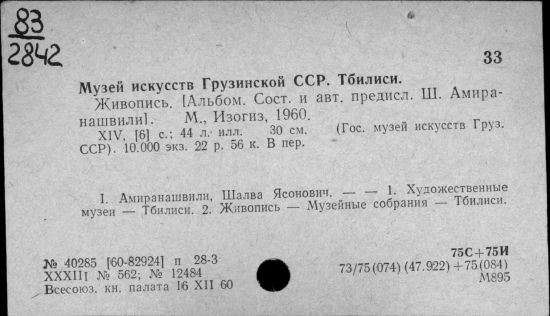 83
2842
33
Музей искусств Грузинской ССР. Тбилиси.
Живопись. [Альбом. Сост. и авт. предисл. Ш. Амира-
нашвили]. М., Изогиз, 1960.
XIV, [6] с.; 44 л. илл. 30 см. (Гос. музей искусств Груз.
ССР). 10.000 экз. 22 р. 56 к. В пер.
I. Амиранашвили, Шалва Ясонович. — — 1. Художественные
музеи — Тбилиси. 2. Живопись — Музейные собрания — Тбилиси.
75С+75И
№ 40285 [60-82924] п 28-3
73/75(074) (47.922) +75(084)
XXXIII № 562; № 12484
М895
Всесоюз. кн. палата 16 XII 60